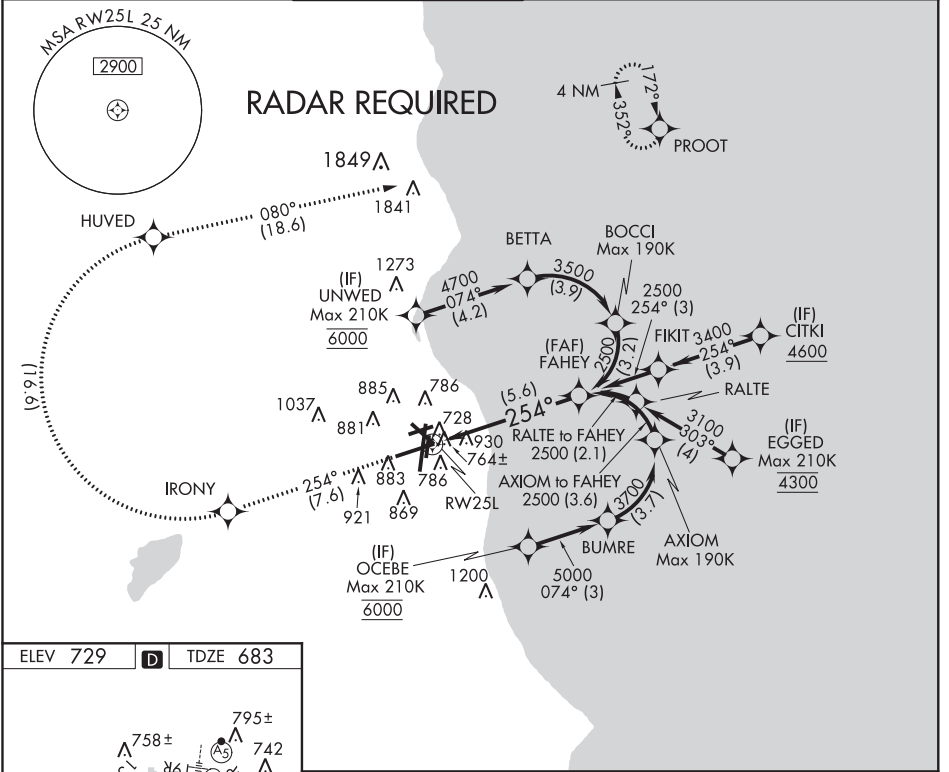 MSA RW25L 25 NM
2900
RADAR REQUIRED
4 NM
172°
352°
PROOT
1849
1841
HUVED
080°
(18.6)
BETTA
BOCCI
Max 190K
1273
(IF)
UNWED
Max 210K
6000
4700
074°
(4.2)
3500
(3.9)
2500
254° (3)
(IF)
CITKI
4600
FIKIT
3400
254°
(3.9)
(FAF)
FAHEY
2500
(3.2)
RALTE
(19.1)
885
786
1037
881
728
(5.6)
254°
930
764±
RALTE to FAHEY
2500 (2.1)
3100
303°
(4)
(IF)
EGGED
Max 210K
4300
883
786
RW25L
AXIOM to FAHEY
2500 (3.6)
IRONY
254°
(7.6)
921
869
3700
(3.7)
BUMRE
AXIOM
Max 190K
(IF)
OCEBE
Max 210K
6000
1200
5000
074° (3)
ELEV 729
D
TDZE 683
795±
758±
A5
742
9R